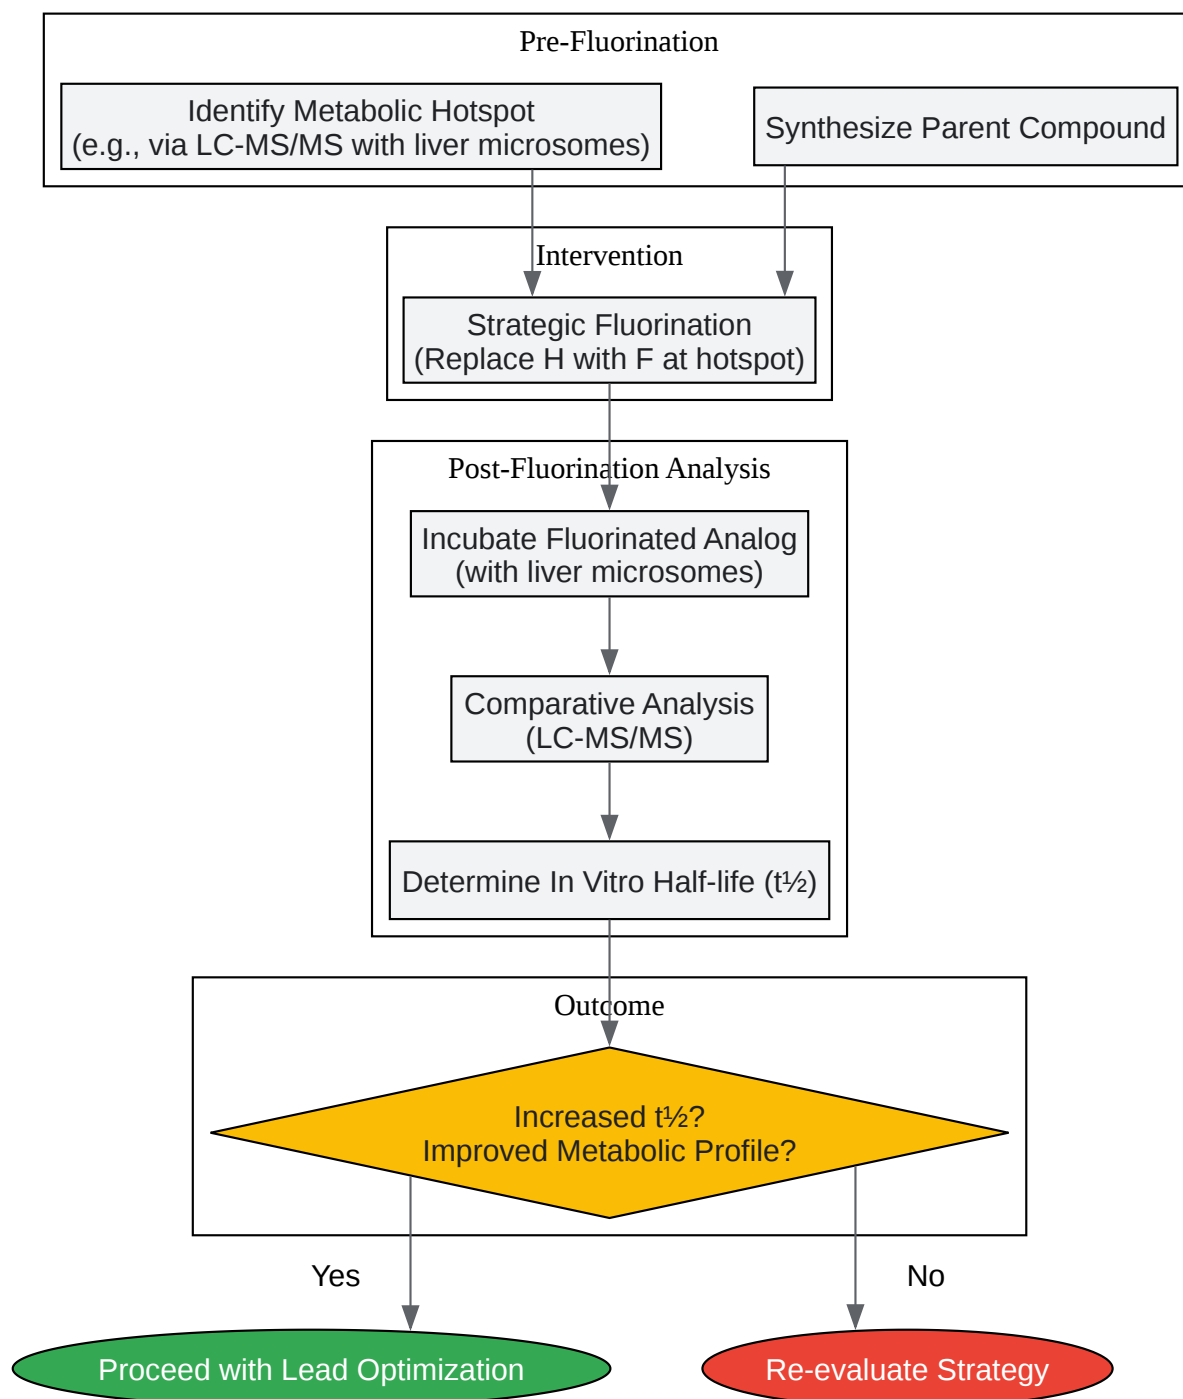 Pre-Fluorination
Identify Metabolic Hotspot
(e.g., via LC-MS/MS with liver microsomes)
Synthesize Parent Compound
Intervention
Strategic Fluorination
(Replace H with F at hotspot)
Post-Fluorination Analysis
Incubate Fluorinated Analog
(with liver microsomes)
Comparative Analysis
(LC-MS/MS)
Determine In Vitro Half-life (t½)
Outcome
Increased t½?
Improved Metabolic Profile?
Yes
No
Proceed with Lead Optimization
Re-evaluate Strategy